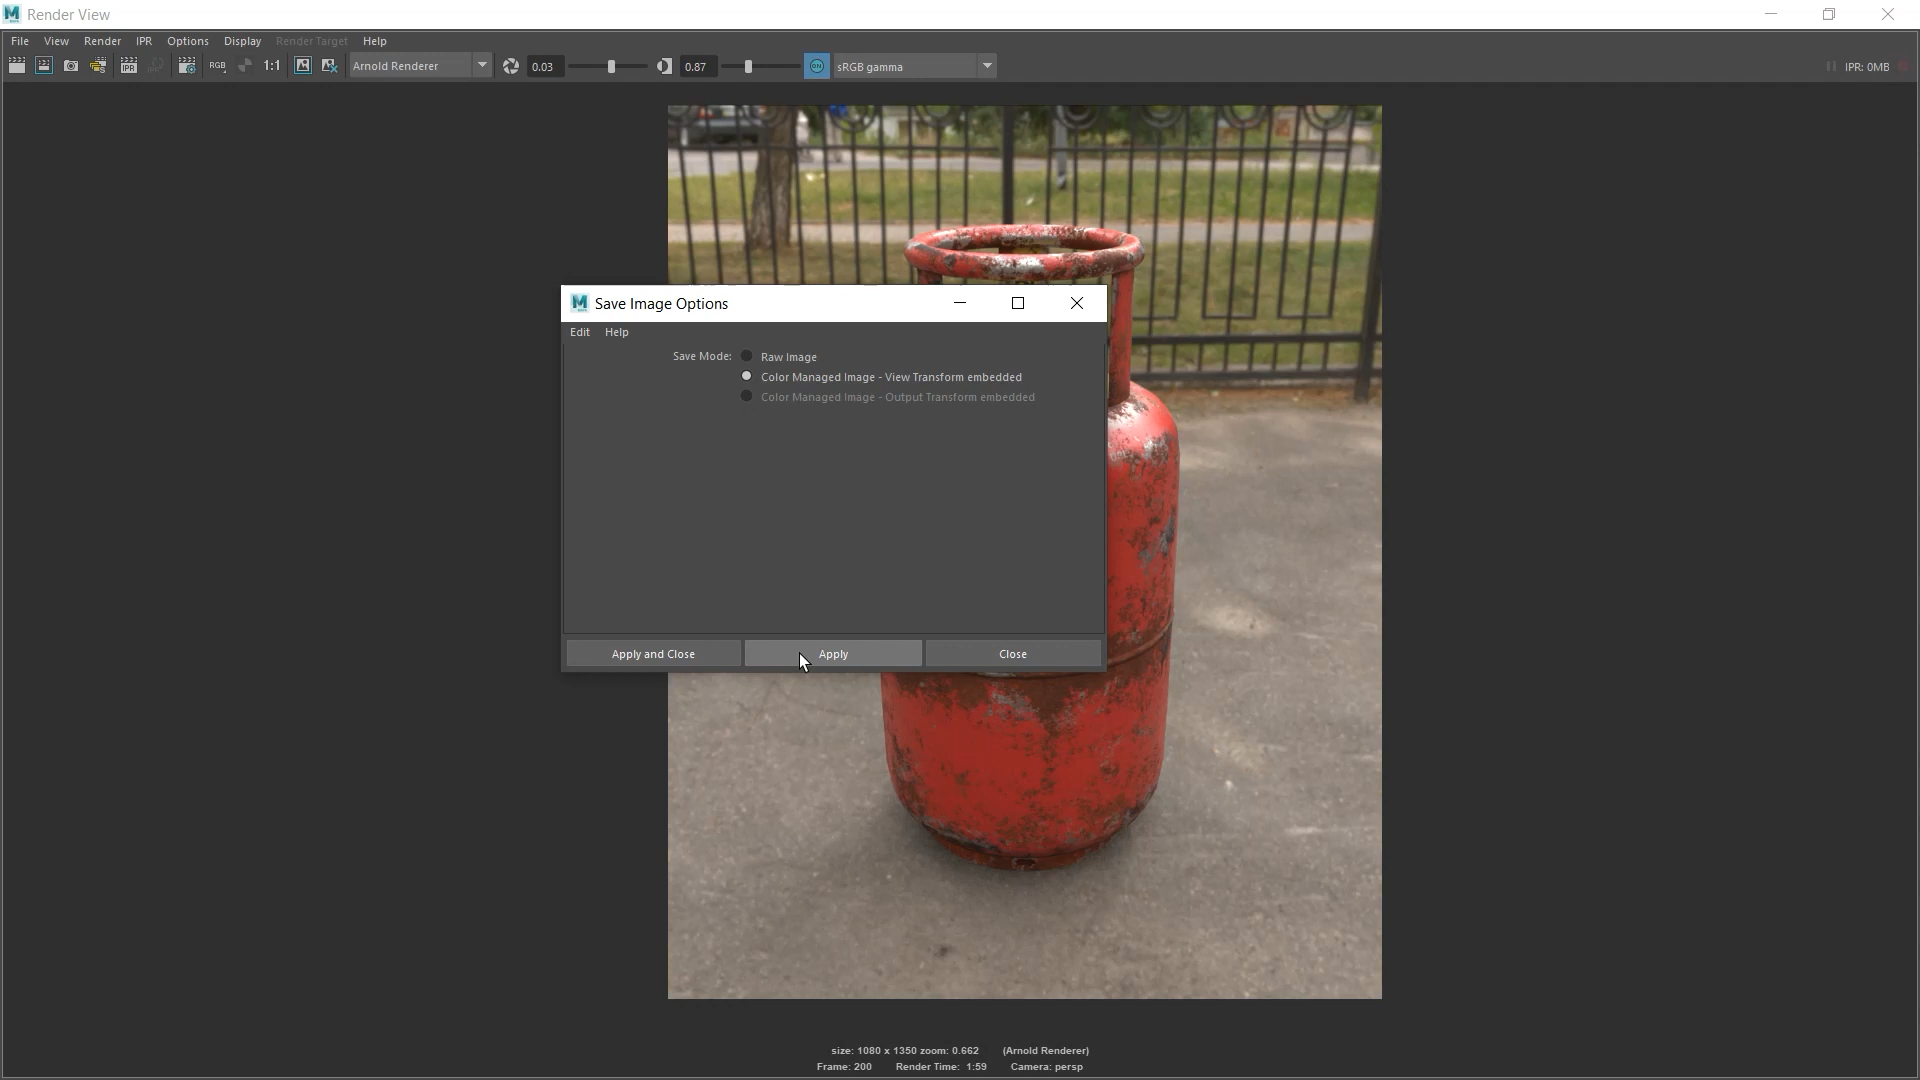 Render View
File View Render IPR Options Display Render Target Help
IPR RGB 1:1 Arnold Renderer 0.03 0.87 ON sRGB gamma IPR: 0MB
Save Image Options
Edit Help
Save Mode: Raw Image
Color Managed Image - View Transform embedded
Color Managed Image - Output Transform embedded
Apply and Close Apply Close
size: 1080 x 1350 zoom: 0.662 (Arnold Renderer)
Frame: 200 Render Time: 1:59 Camera: persp